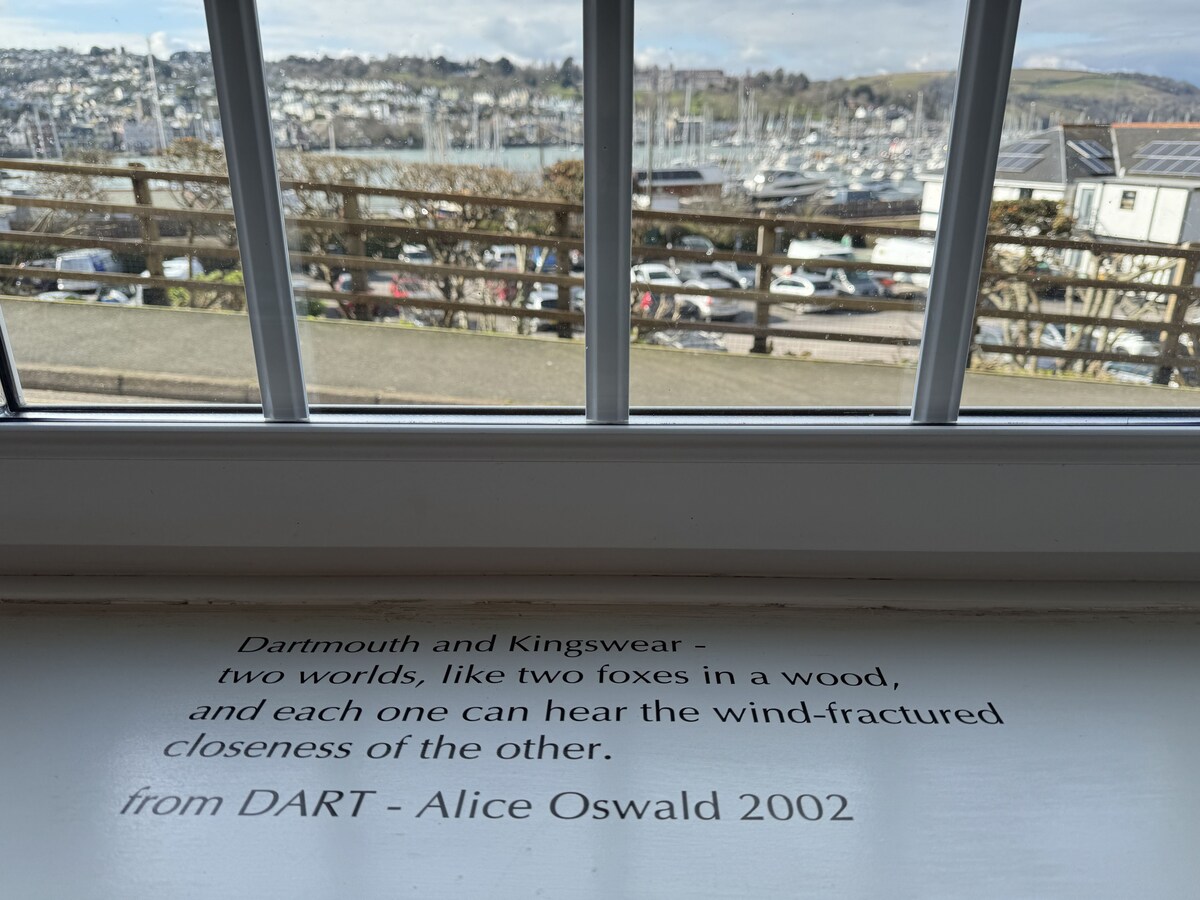 Dartmouth and Kingswear -
two worlds, like two foxes in a wood,
and each one can hear the wind-fractured
closeness of the other.
from DART - Alice Oswald 2002